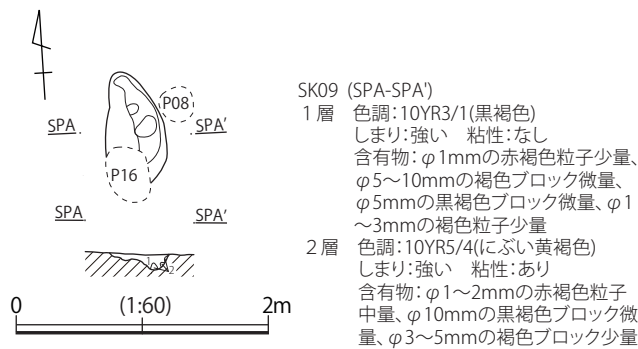 SK09 (SPA-SPA')
1層 色調：10YR3/1(黒褐色)
しまり：強い 粘性：なし
含有物：φ1mmの赤褐色粒子少量、
φ5～10mmの褐色ブロック微量、
φ5mmの黒褐色ブロック微量、φ1
～3mmの褐色粒子少量
2層 色調：10YR5/4(にぶい黄褐色)
しまり：強い 粘性：あり
含有物：φ1～2mmの赤褐色粒子
中量、φ10mmの黒褐色ブロック微
量、φ3～5mmの褐色ブロック少量
P08
SPA SPA'
P16
SPA SPA'
1 2
0 (1:60) 2m